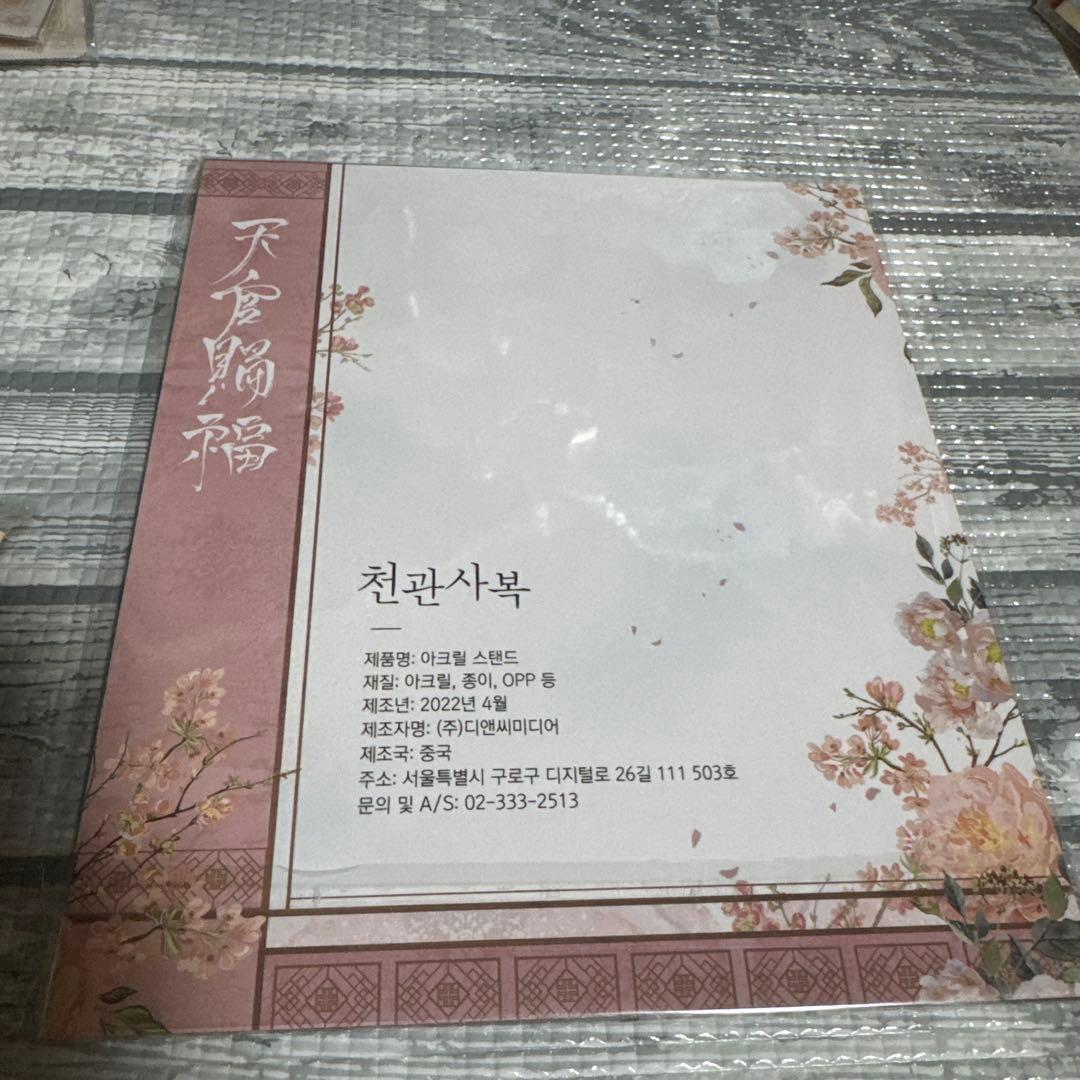 天官賜福
천관사복
제품명: 아크릴 스탠드
재질: 아크릴, 종이, OPP 등
제조년: 2022년 4월
제조자명: (주)디앤씨미디어
제조국: 중국
주소: 서울특별시 구로구 디지털로 26길 111 503호
문의 및 A/S: 02-333-2513